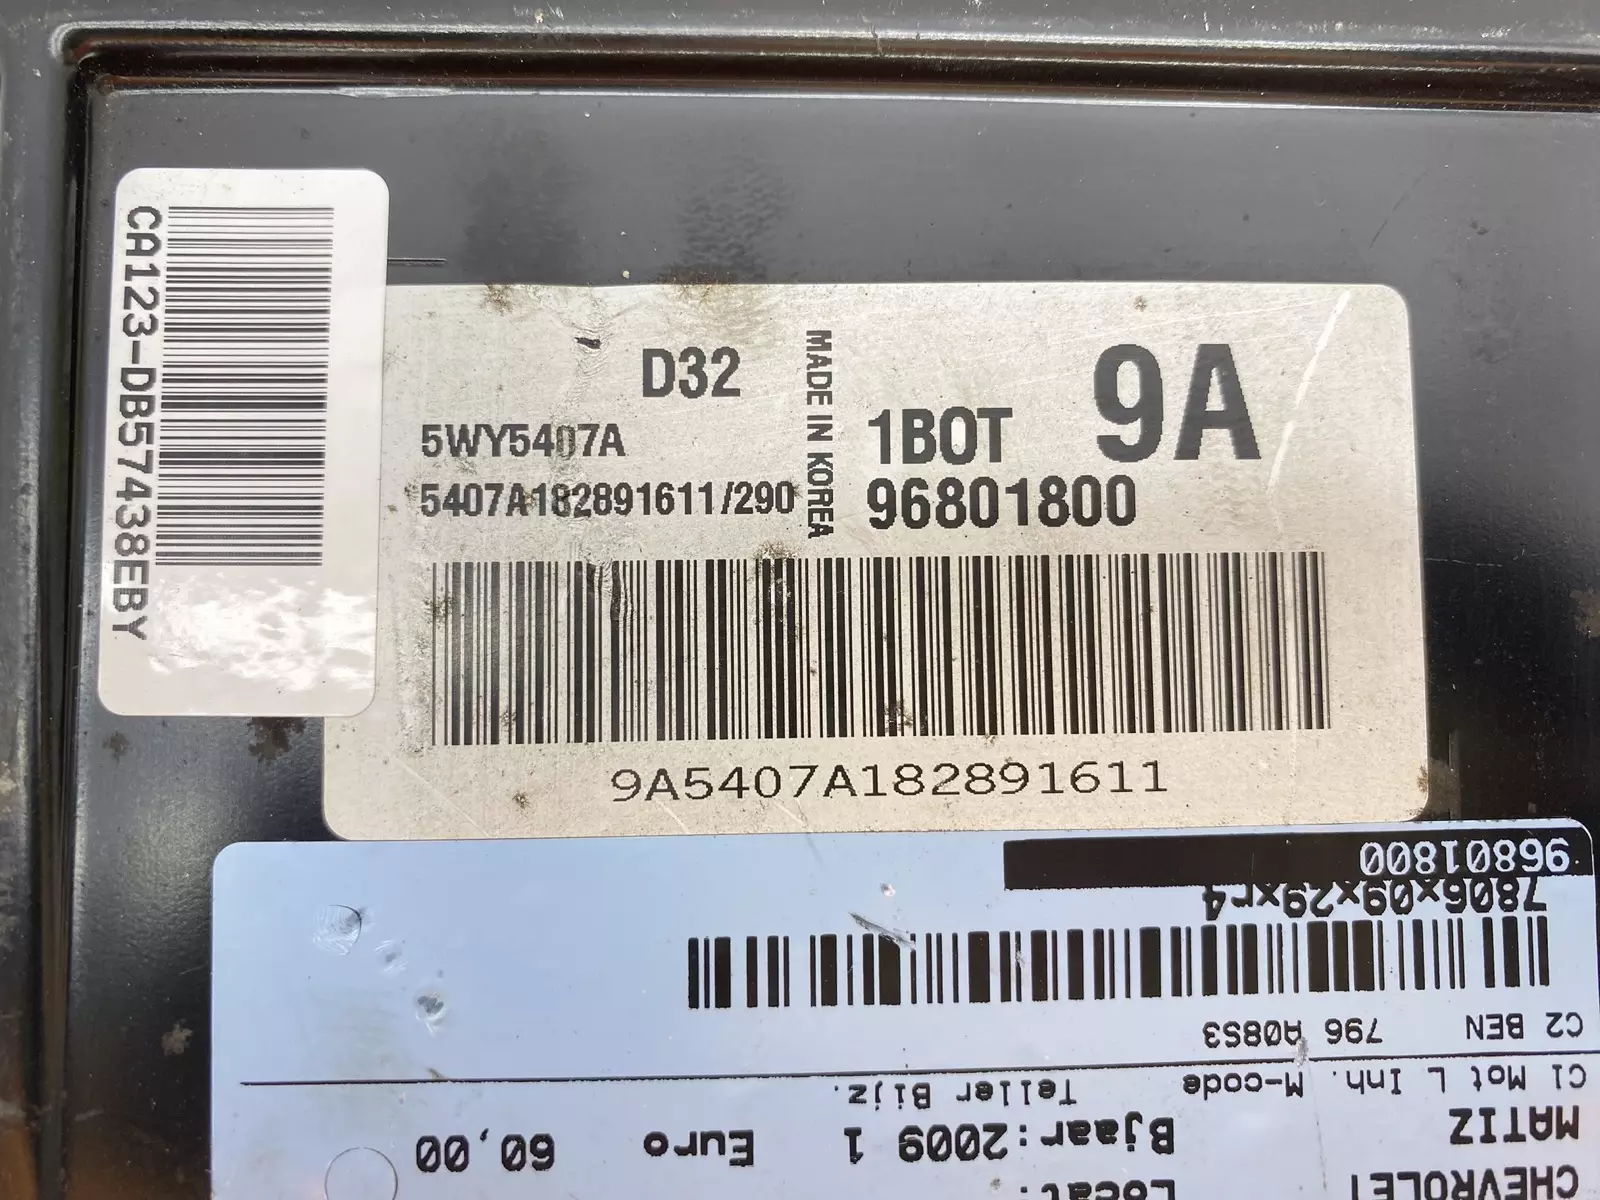 CA123-DB57438EBY
D32
5WY5407A
5407A182891611/290
MADE IN KOREA
1BOT 9A
96801800
9A5407A182891611
CHEVROLET Locat.:
MATIZ Bjaar:2009 1 Euro 60,00
C1 Mot L Inh. M-code Teller Bijz.
C2 BEN 796 A08S3
7806x09x29xr4
96801800